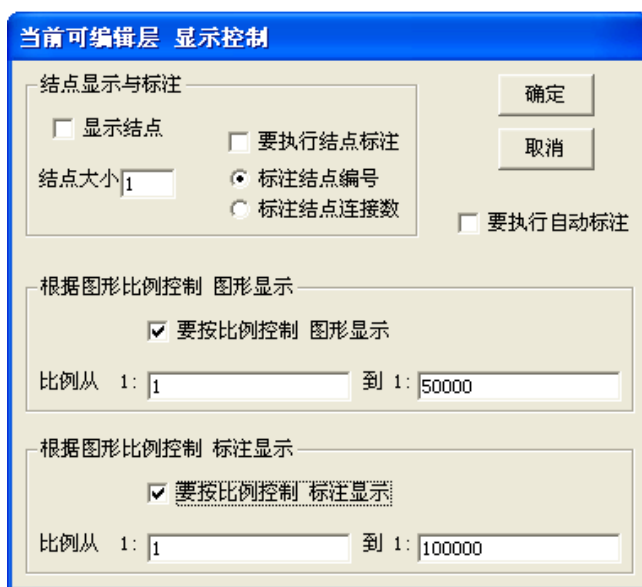 当前可编辑层 显示控制
结点显示与标注
显示结点
要执行结点标注
结点大小 1
标注结点编号
标注结点连接数
确定
取消
要执行自动标注
根据图形比例控制 图形显示
要按比例控制 图形显示
比例从 1: 1 到 1: 50000
根据图形比例控制 标注显示
要按比例控制 标注显示
比例从 1: 1 到 1: 100000